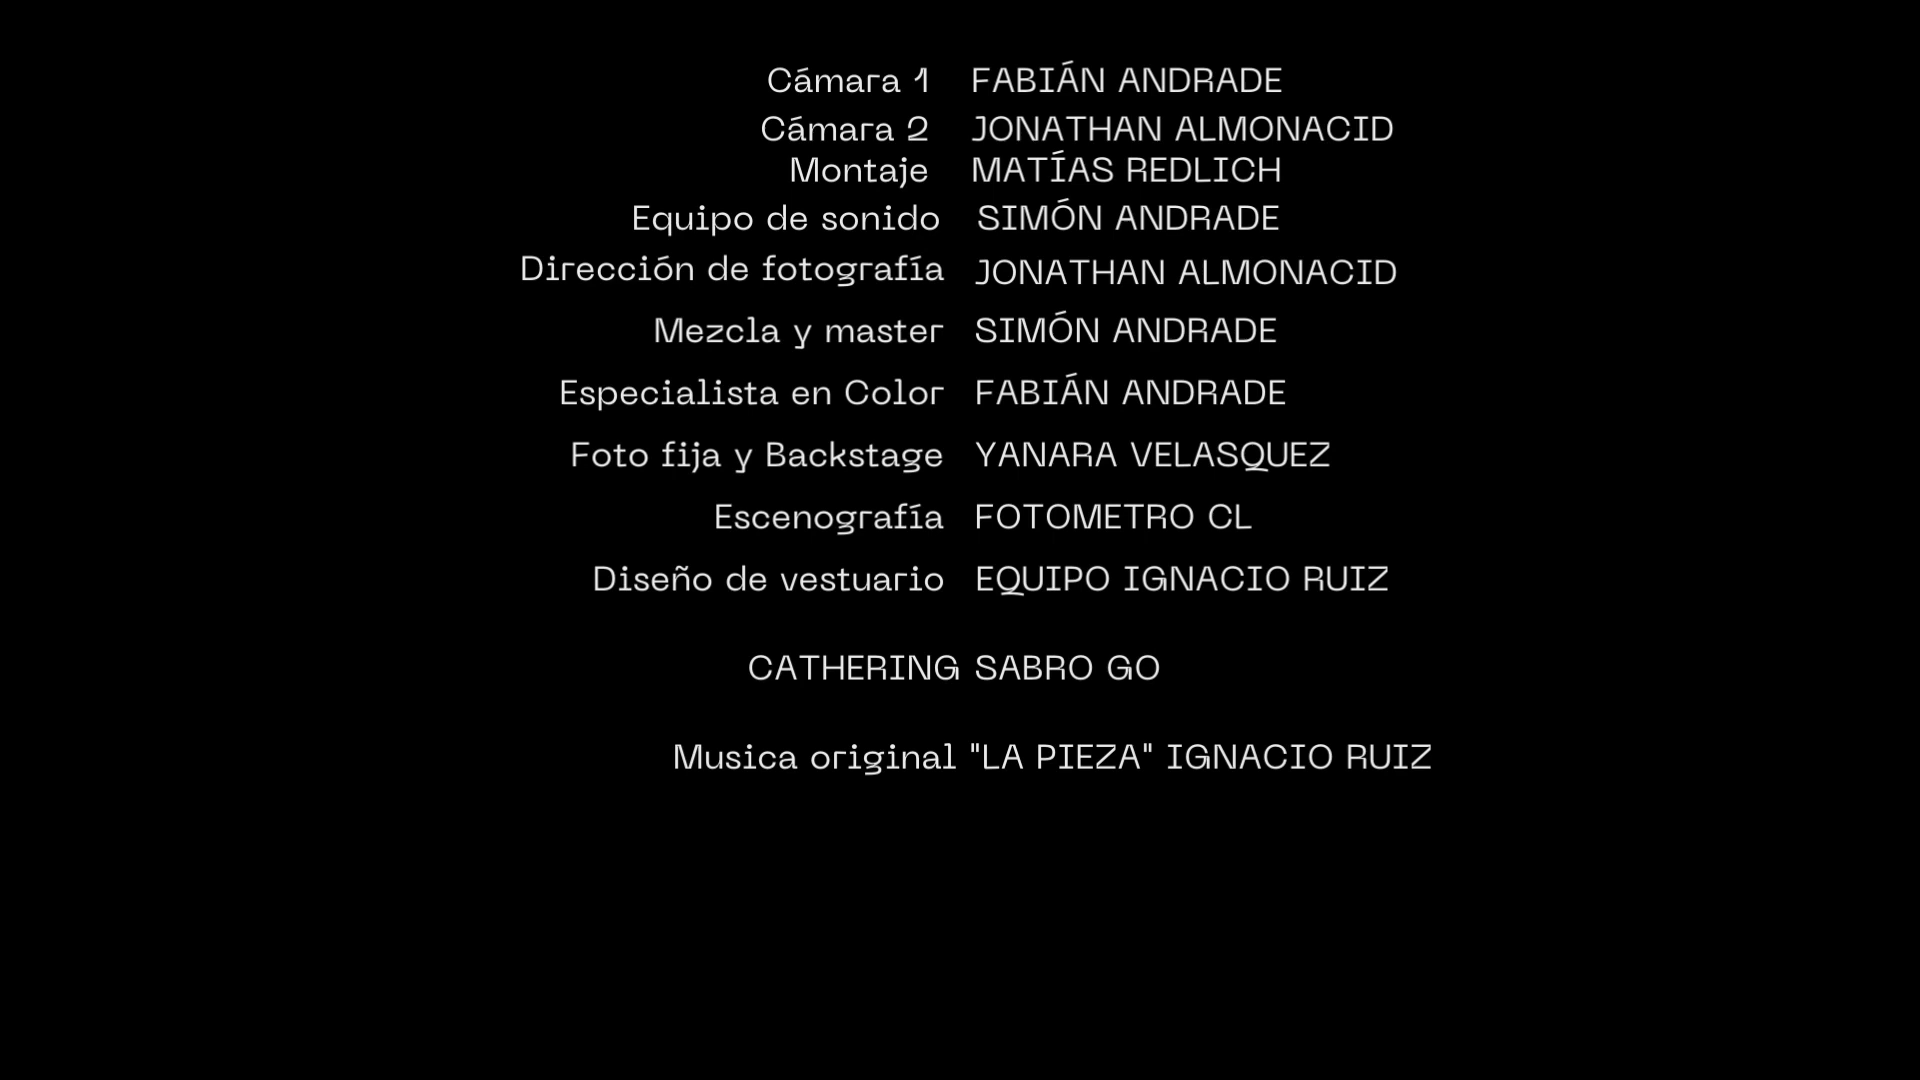 Cámara 1 FABIÁN ANDRADE
Cámara 2 JONATHAN ALMONACID
Montaje MATÍAS REDLICH
Equipo de sonido SIMÓN ANDRADE
Dirección de fotografía JONATHAN ALMONACID
Mezcla y master SIMÓN ANDRADE
Especialista en Color FABIÁN ANDRADE
Foto fija y Backstage YANARA VELASQUEZ
Escenografía FOTOMETRO CL
Diseño de vestuario EQUIPO IGNACIO RUIZ
CATHERING SABRO GO
Musica original "LA PIEZA" IGNACIO RUIZ